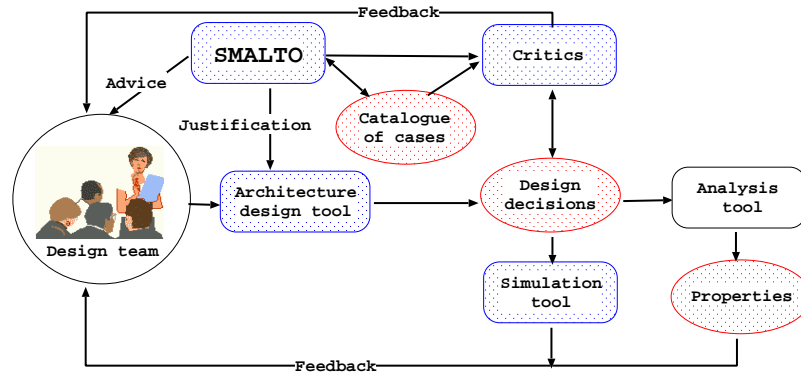 Feedback
SMALTO
Critics
Advice
Catalogue
of cases
Justification
Architecture
design tool
Design
decisions
Analysis
tool
Design team
Simulation
tool
Properties
Feedback